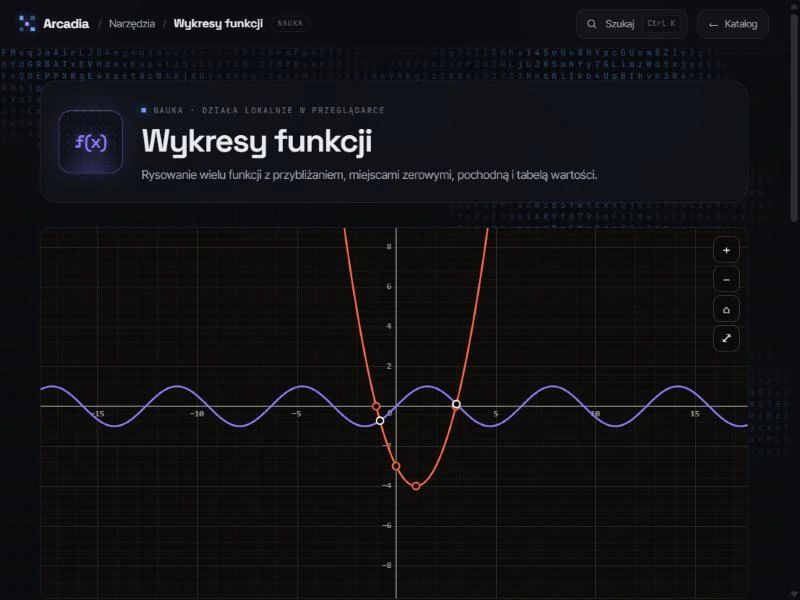 Arcadia / Narzędzia / Wykresy funkcji NAUKA
Szukaj Ctrl K
← Katalog
NAUKA · DZIAŁA LOKALNIE W PRZEGLĄDARCE
f(x)
Wykresy funkcji
Rysowanie wielu funkcji z przybliżaniem, miejscami zerowymi, pochodną i tabelą wartości.
+
−
8
6
4
2
-15 -10 -5 0 5 10 15
-2
-4
-6
-8